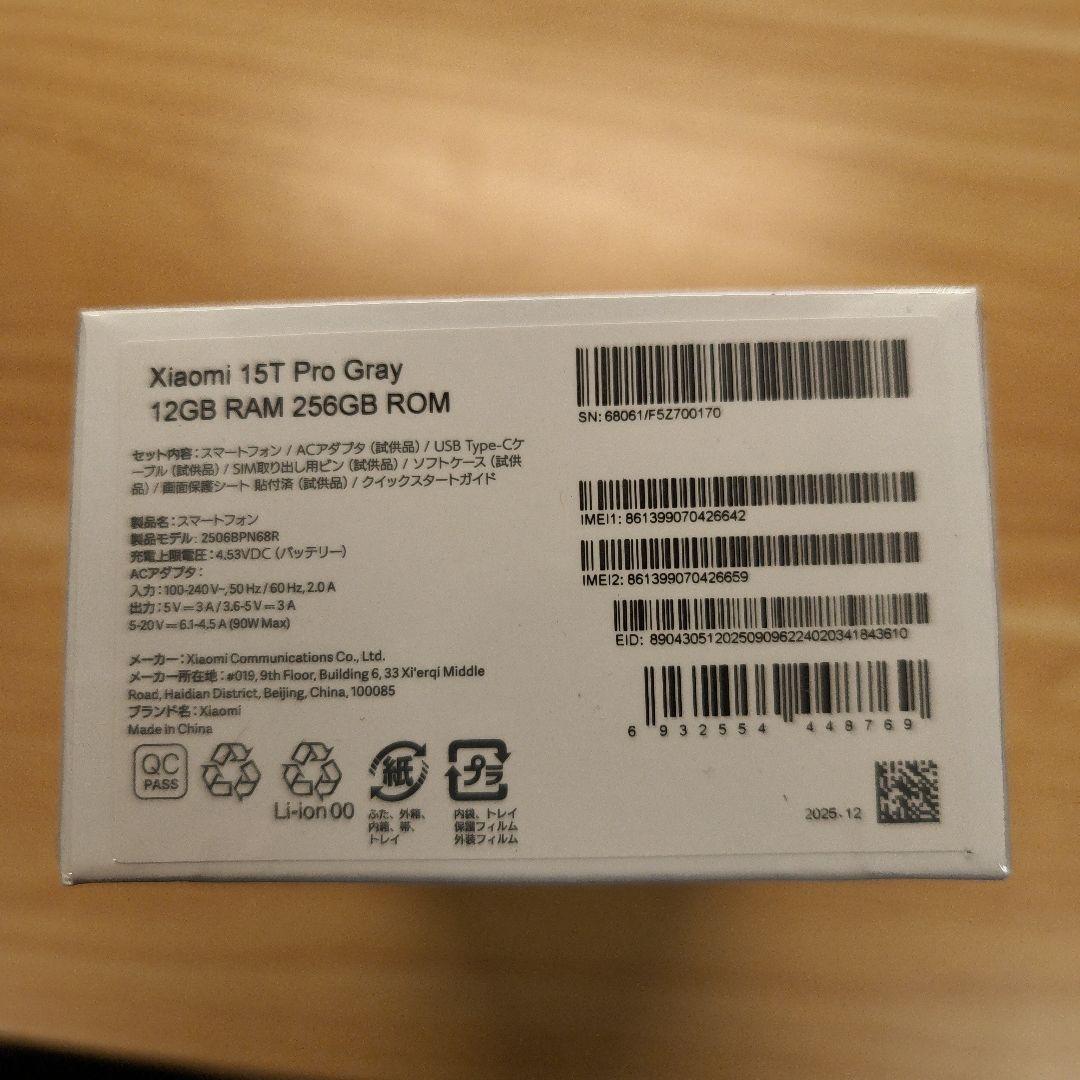 Xiaomi 15T Pro Gray
12GB RAM 256GB ROM
セット内容：スマートフォン / ACアダプタ（試供品）/ USB Type-Cケ
ーブル（試供品）/ SIM取り出し用ピン（試供品）/ ソフトケース（試供
品）/ 画面保護シート 貼付済（試供品）/ クイックスタートガイド
製品名：スマートフォン
製品モデル: 2506BPN68R
充電上限電圧：4.53VDC（バッテリー）
ACアダプタ：
入力：100-240 V~, 50 Hz / 60 Hz, 2.0 A
出力：5 V⎓3 A / 3.6-5 V⎓3 A
5-20 V⎓6.1-4.5 A (90W Max)
メーカー：Xiaomi Communications Co., Ltd.
メーカー所在地：#019, 9th Floor, Building 6, 33 Xi'erqi Middle
Road, Haidian District, Beijing, China, 100085
ブランド名：Xiaomi
Made in China
QC
PASS
Li-ion 00
紙
ふた、外箱、
内箱、帯、
トレイ
プラ
内袋、トレイ
保護フィルム
外装フィルム
SN: 68061/F5Z700170
IMEI1: 861399070426642
IMEI2: 861399070426659
EID: 89043051202509096224020341843610
6 932554 448769
2025.12